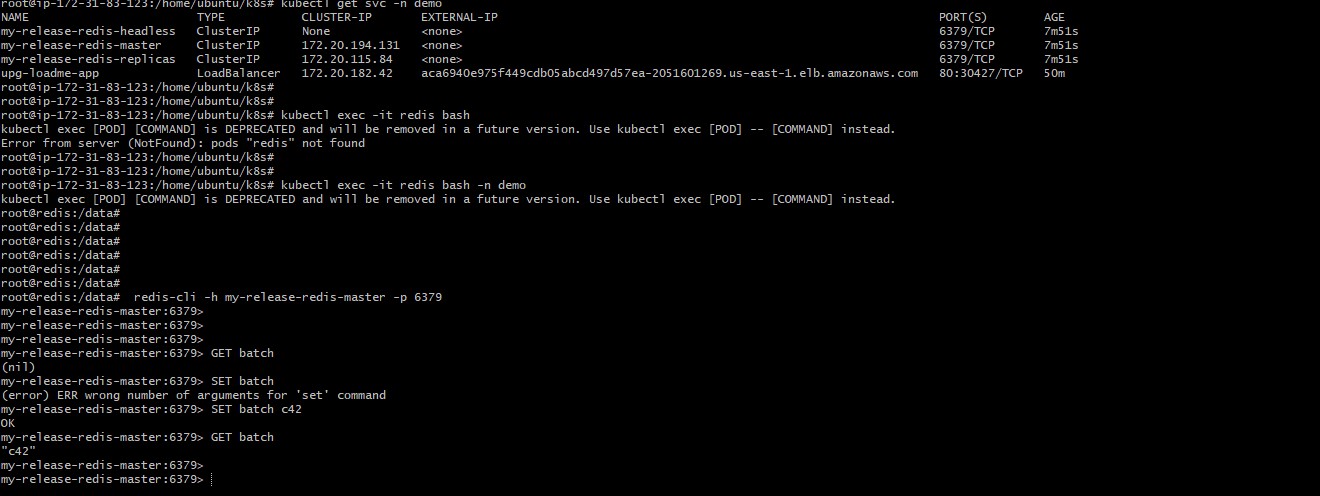 root@ip-172-31-83-123:/home/ubuntu/k8s# kubectl get svc -n demo
NAME TYPE CLUSTER-IP EXTERNAL-IP PORT(S) AGE
my-release-redis-headless ClusterIP None <none> 6379/TCP 7m51s
my-release-redis-master ClusterIP 172.20.194.131 <none> 6379/TCP 7m51s
my-release-redis-replicas ClusterIP 172.20.115.84 <none> 6379/TCP 7m51s
upg-loadme-app LoadBalancer 172.20.182.42 aca6940e975f449cdb05abcd497d57ea-2051601269.us-east-1.elb.amazonaws.com 80:30427/TCP 50m
root@ip-172-31-83-123:/home/ubuntu/k8s#
root@ip-172-31-83-123:/home/ubuntu/k8s#
root@ip-172-31-83-123:/home/ubuntu/k8s# kubectl exec -it redis bash
kubectl exec [POD] [COMMAND] is DEPRECATED and will be removed in a future version. Use kubectl exec [POD] -- [COMMAND] instead.
Error from server (NotFound): pods "redis" not found
root@ip-172-31-83-123:/home/ubuntu/k8s#
root@ip-172-31-83-123:/home/ubuntu/k8s#
root@ip-172-31-83-123:/home/ubuntu/k8s# kubectl exec -it redis bash -n demo
kubectl exec [POD] [COMMAND] is DEPRECATED and will be removed in a future version. Use kubectl exec [POD] -- [COMMAND] instead.
root@redis:/data#
root@redis:/data#
root@redis:/data#
root@redis:/data#
root@redis:/data#
root@redis:/data#
root@redis:/data# redis-cli -h my-release-redis-master -p 6379
my-release-redis-master:6379>
my-release-redis-master:6379>
my-release-redis-master:6379>
my-release-redis-master:6379> GET batch
(nil)
my-release-redis-master:6379> SET batch
(error) ERR wrong number of arguments for 'set' command
my-release-redis-master:6379> SET batch c42
OK
my-release-redis-master:6379> GET batch
"c42"
my-release-redis-master:6379>
my-release-redis-master:6379>